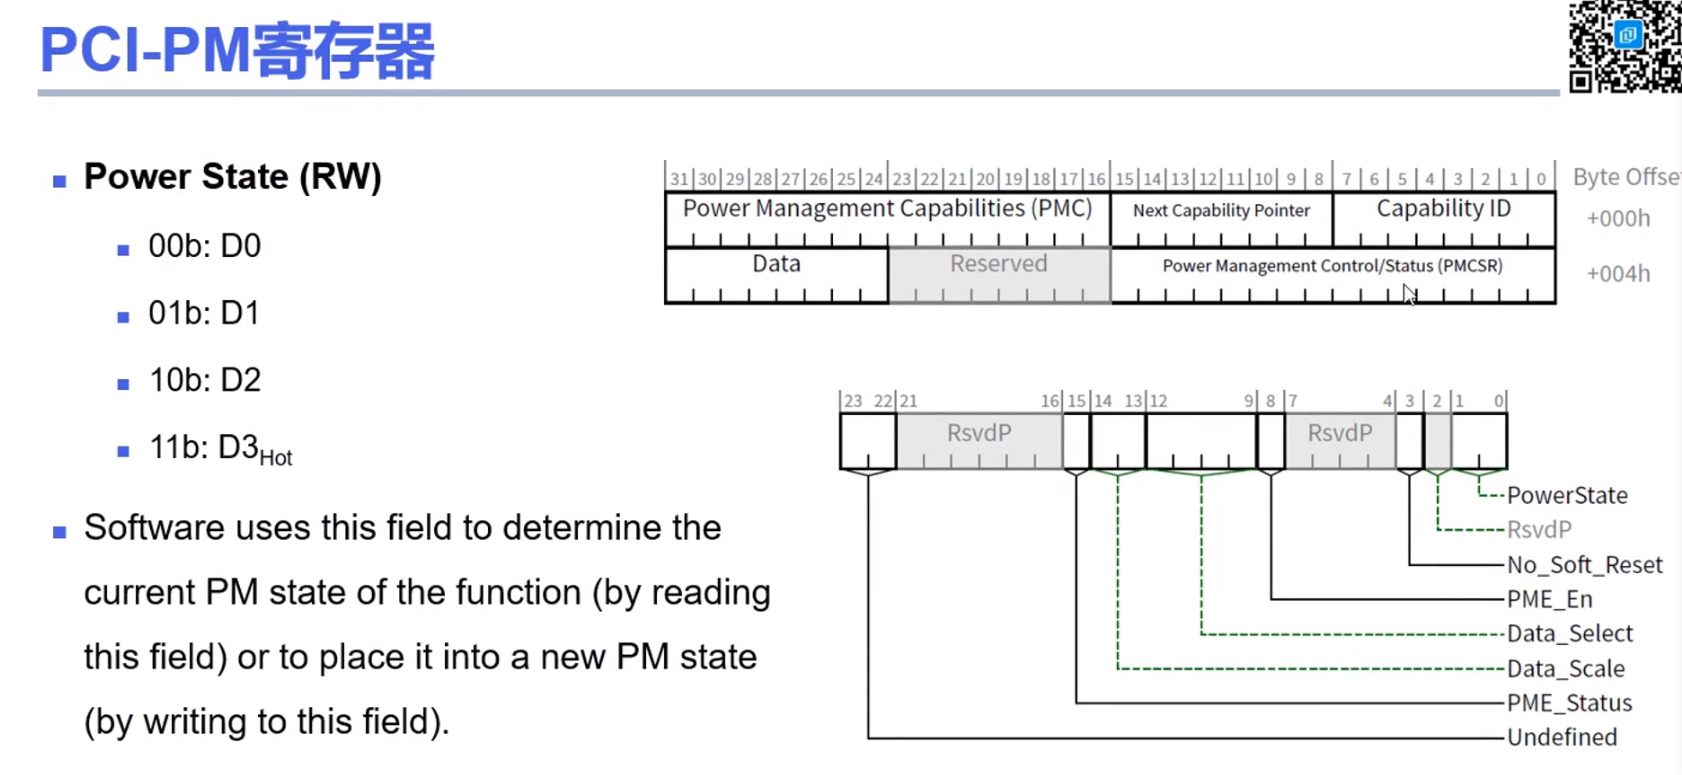 PCI-PM寄存器
Power State (RW)
00b: D0
01b: D1
10b: D2
11b: D3Hot
Software uses this field to determine the
current PM state of the function (by reading
this field) or to place it into a new PM state
(by writing to this field).
31 30 29 28 27 26 25 24 23 22 21 20 19 18 17 16 15 14 13 12 11 10 9 8 7 6 5 4 3 2 1 0 Byte Offse
Power Management Capabilities (PMC) Next Capability Pointer Capability ID +000h
Data Reserved Power Management Control/Status (PMCSR) +004h
23 22 21 16 15 14 13 12 9 8 7 4 3 2 1 0
RsvdP RsvdP
PowerState
RsvdP
No_Soft_Reset
PME_En
Data_Select
Data_Scale
PME_Status
Undefined